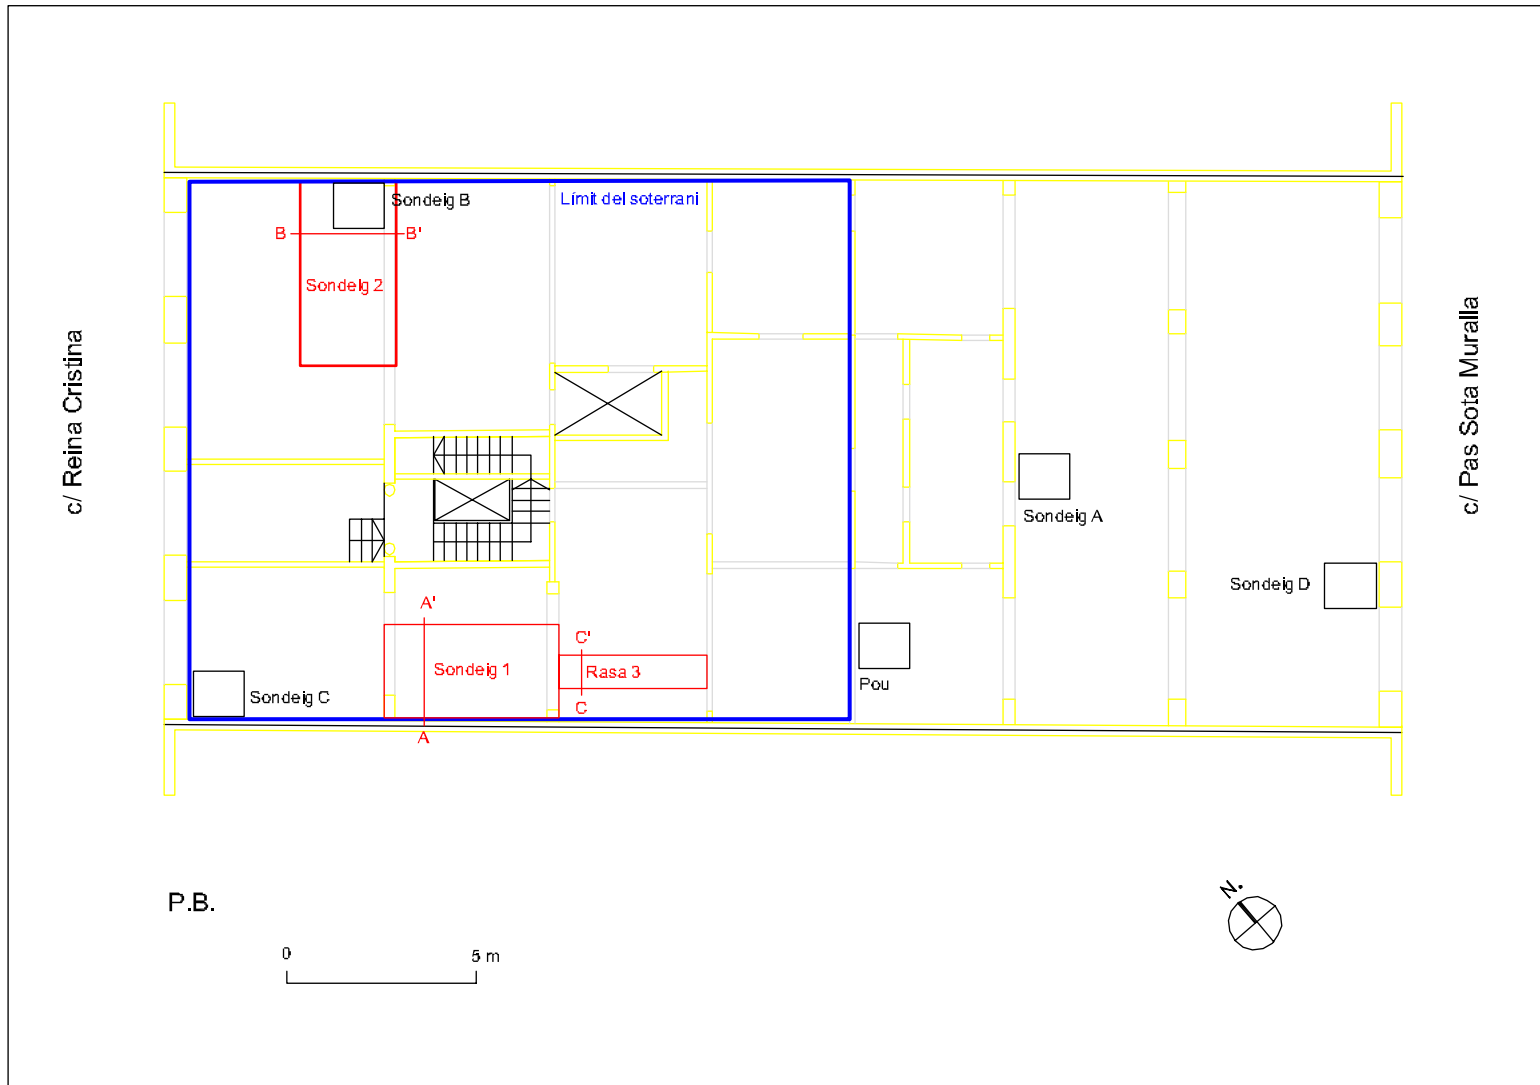 Sondeig B
Límit del soterrani
B
B'
Sondeig 2
c/ Reina Cristina
c/ Pas Sota Muralla
Sondeig A
Sondeig D
A'
C'
Sondeig 1
Rasa 3
Pou
Sondeig C
C
A
P.B.
N.
0
5 m